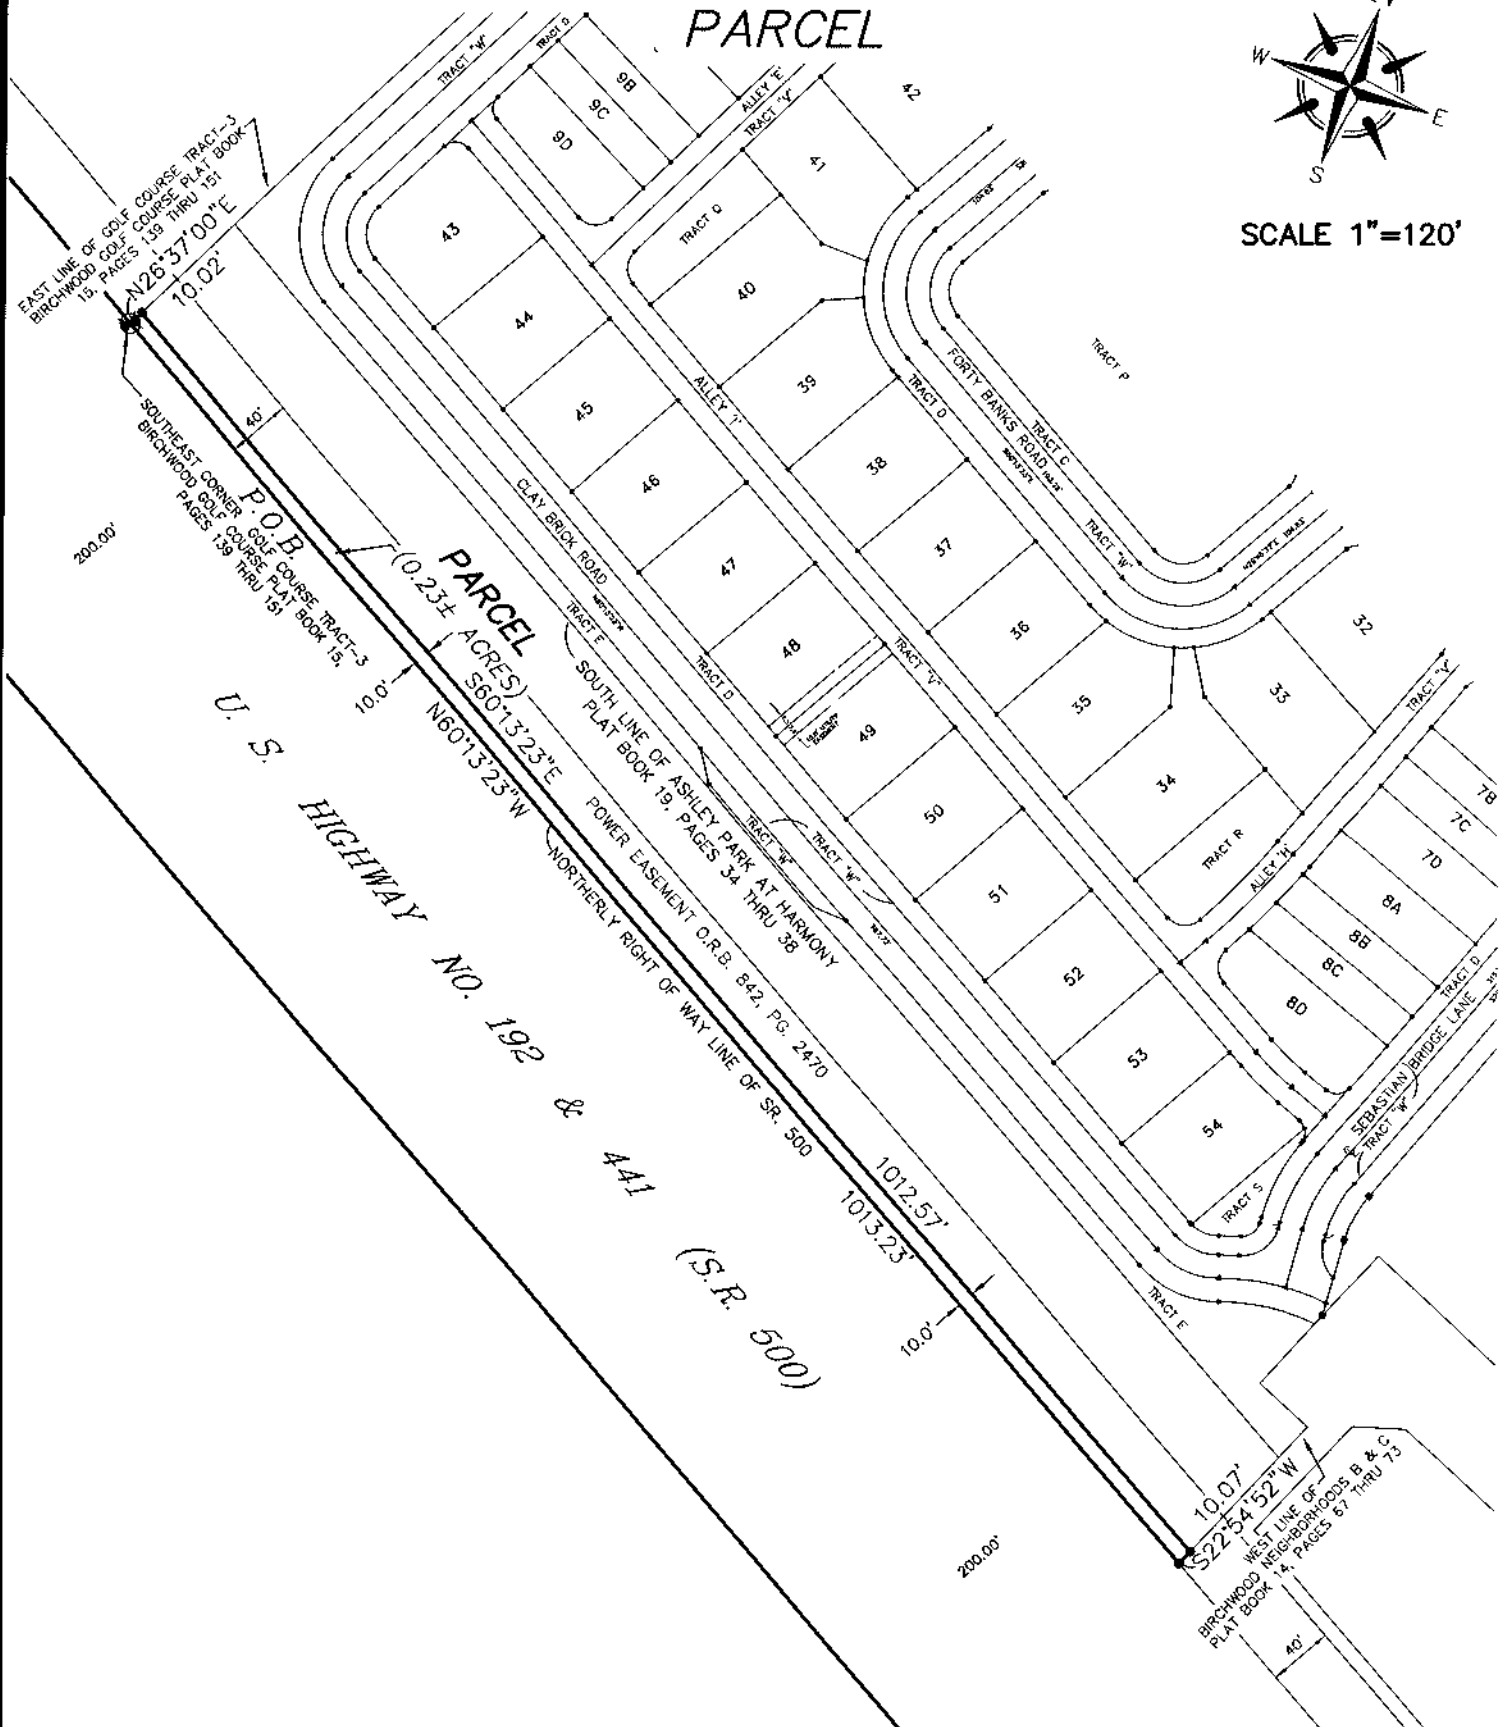 PARCEL
N
W
E
S
SCALE 1"=120'
EAST LINE OF GOLF COURSE TRACT-3
BIRCHWOOD GOLF COURSE PLAT BOOK
15, PAGES 139 THRU 151
N26°37'00"E
10.02'
TRACT "W"
TRACT D
9B
9C
9D
ALLEY 'E'
TRACT "V"
42
41
TRACT Q
40
39
38
37
36
35
34
33
32
43
44
45
46
47
48
49
50
51
52
53
54
ALLEY 'I'
TRACT "V"
TRACT D
FORTY BANKS ROAD
TRACT C
TRACT P
TRACT "W"
CLAY BRICK ROAD
TRACT E
TRACT D
TRACT "W"
TRACT "W"
TRACT "V"
TRACT R
ALLEY 'H'
7B
7C
7D
8A
8B
8C
8D
TRACT D
SEBASTIAN BRIDGE LANE
TRACT "W"
TRACT S
TRACT E
40'
SOUTHEAST CORNER GOLF COURSE TRACT-3
BIRCHWOOD GOLF COURSE PLAT BOOK 15,
PAGES 139 THRU 151
P.O.B.
200.00'
PARCEL
(0.23± ACRES)
S60°13'23"E
N60°13'23"W
10.0'
SOUTH LINE OF ASHLEY PARK AT HARMONY
PLAT BOOK 19, PAGES 34 THRU 38
POWER EASEMENT O.R.B. 842, PG. 2470
NORTHERLY RIGHT OF WAY LINE OF SR. 500
U. S. HIGHWAY NO. 192 & 441 (S.R. 500)
1012.57'
1013.23'
10.0'
200.00'
10.07'
S22°54'52"W
WEST LINE OF
BIRCHWOOD NEIGHBORHOODS B & C
PLAT BOOK 14, PAGES 67 THRU 73
40'